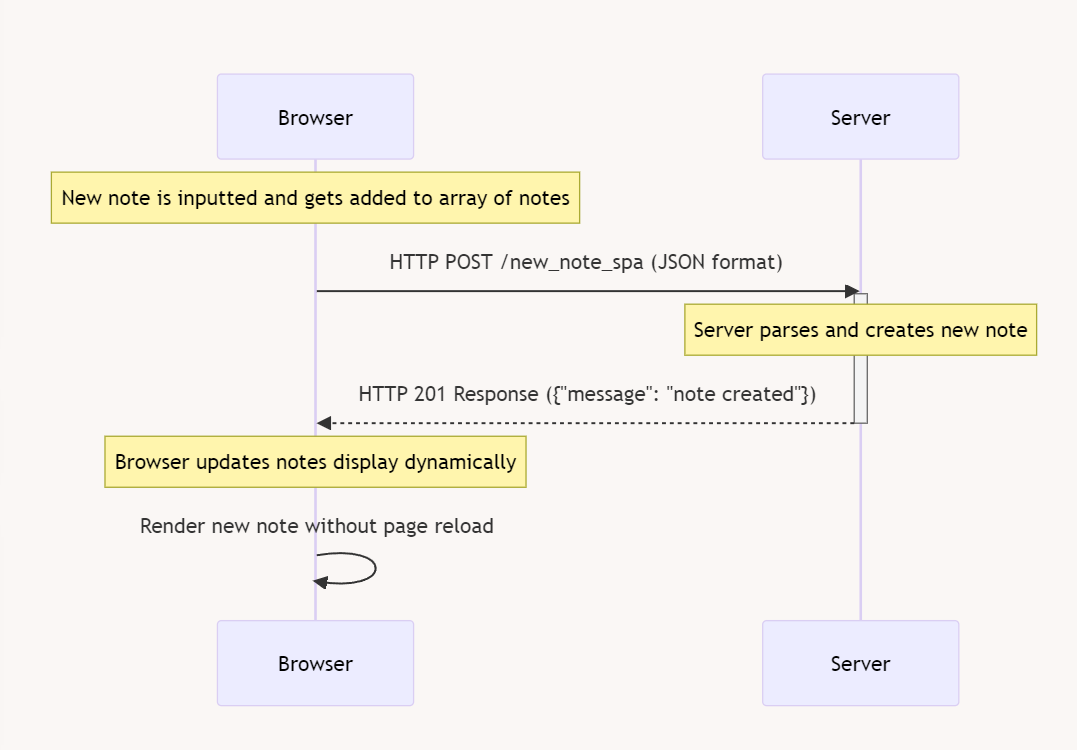 Browser
Server
New note is inputted and gets added to array of notes
HTTP POST /new_note_spa (JSON format)
Server parses and creates new note
HTTP 201 Response ({"message": "note created"})
Browser updates notes display dynamically
Render new note without page reload
Browser
Server